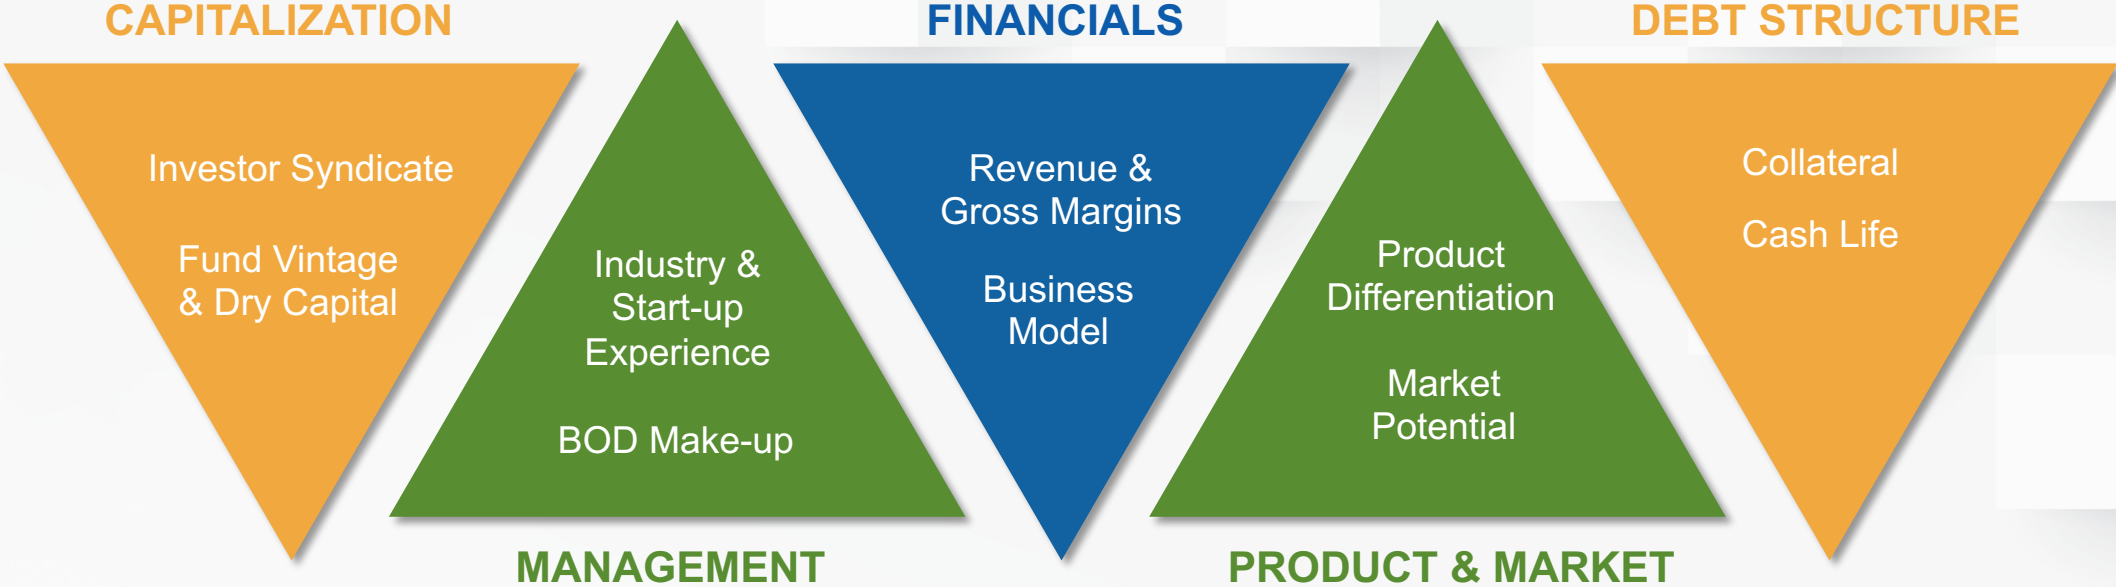 CAPITALIZATION
Investor Syndicate
Fund Vintage
& Dry Capital
Industry &
Start-up
Experience
BOD Make-up
MANAGEMENT
FINANCIALS
Revenue &
Gross Margins
Business
Model
Product
Differentiation
Market
Potential
PRODUCT & MARKET
DEBT STRUCTURE
Collateral
Cash Life